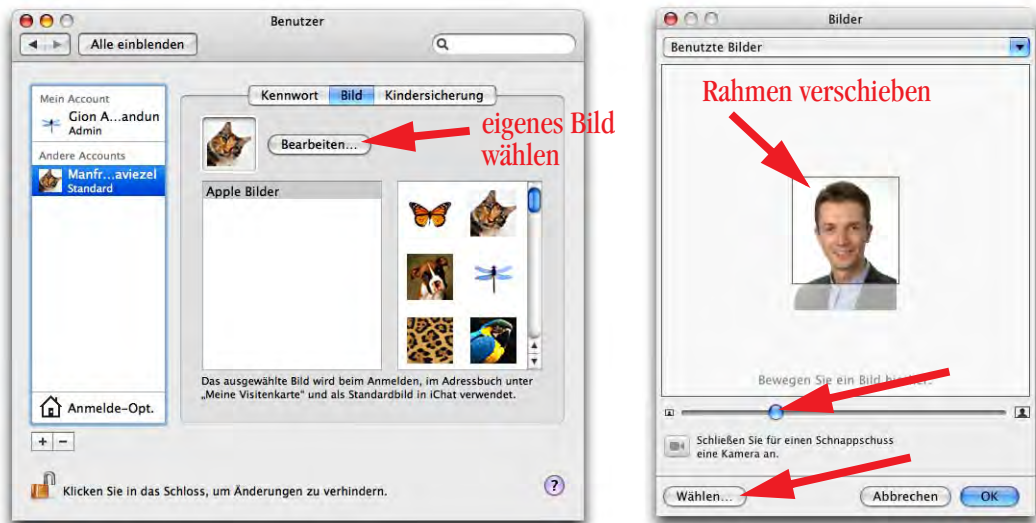 Benutzer
Alle einblenden
Mein Account
Gion A...andun
Admin
Andere Accounts
Manfr...aviezel
Standard
Anmelde-Opt.
Kennwort Bild Kindersicherung
Bearbeiten...
eigenes Bild
wählen
Apple Bilder
Das ausgewählte Bild wird beim Anmelden, im Adressbuch unter
„Meine Visitenkarte“ und als Standardbild in iChat verwendet.
+ −
Klicken Sie in das Schloss, um Änderungen zu verhindern.
?
Bilder
Benutzte Bilder
Rahmen verschieben
Bewegen Sie ein Bild
Schließen Sie für einen Schnappschuss
eine Kamera an.
Wählen...
Abbrechen
OK